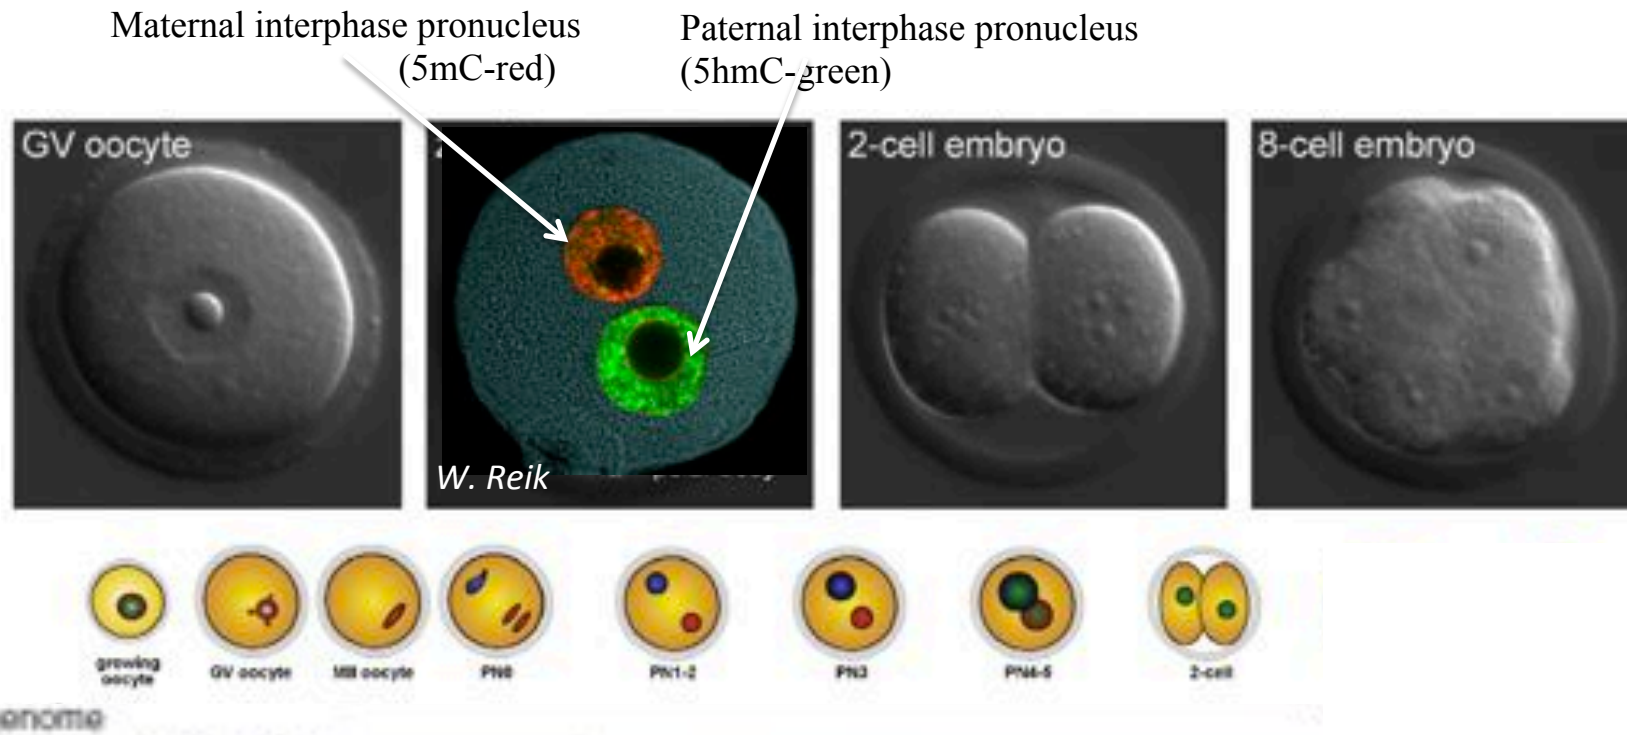 Maternal interphase pronucleus
(5mC-red)
Paternal interphase pronucleus
(5hmC-green)
GV oocyte
2-cell embryo
8-cell embryo
W. Reik
growing
oocyte
GV oocyte
MII oocyte
PN0
PN1-2
PN3
PN4-5
2-cell
enome